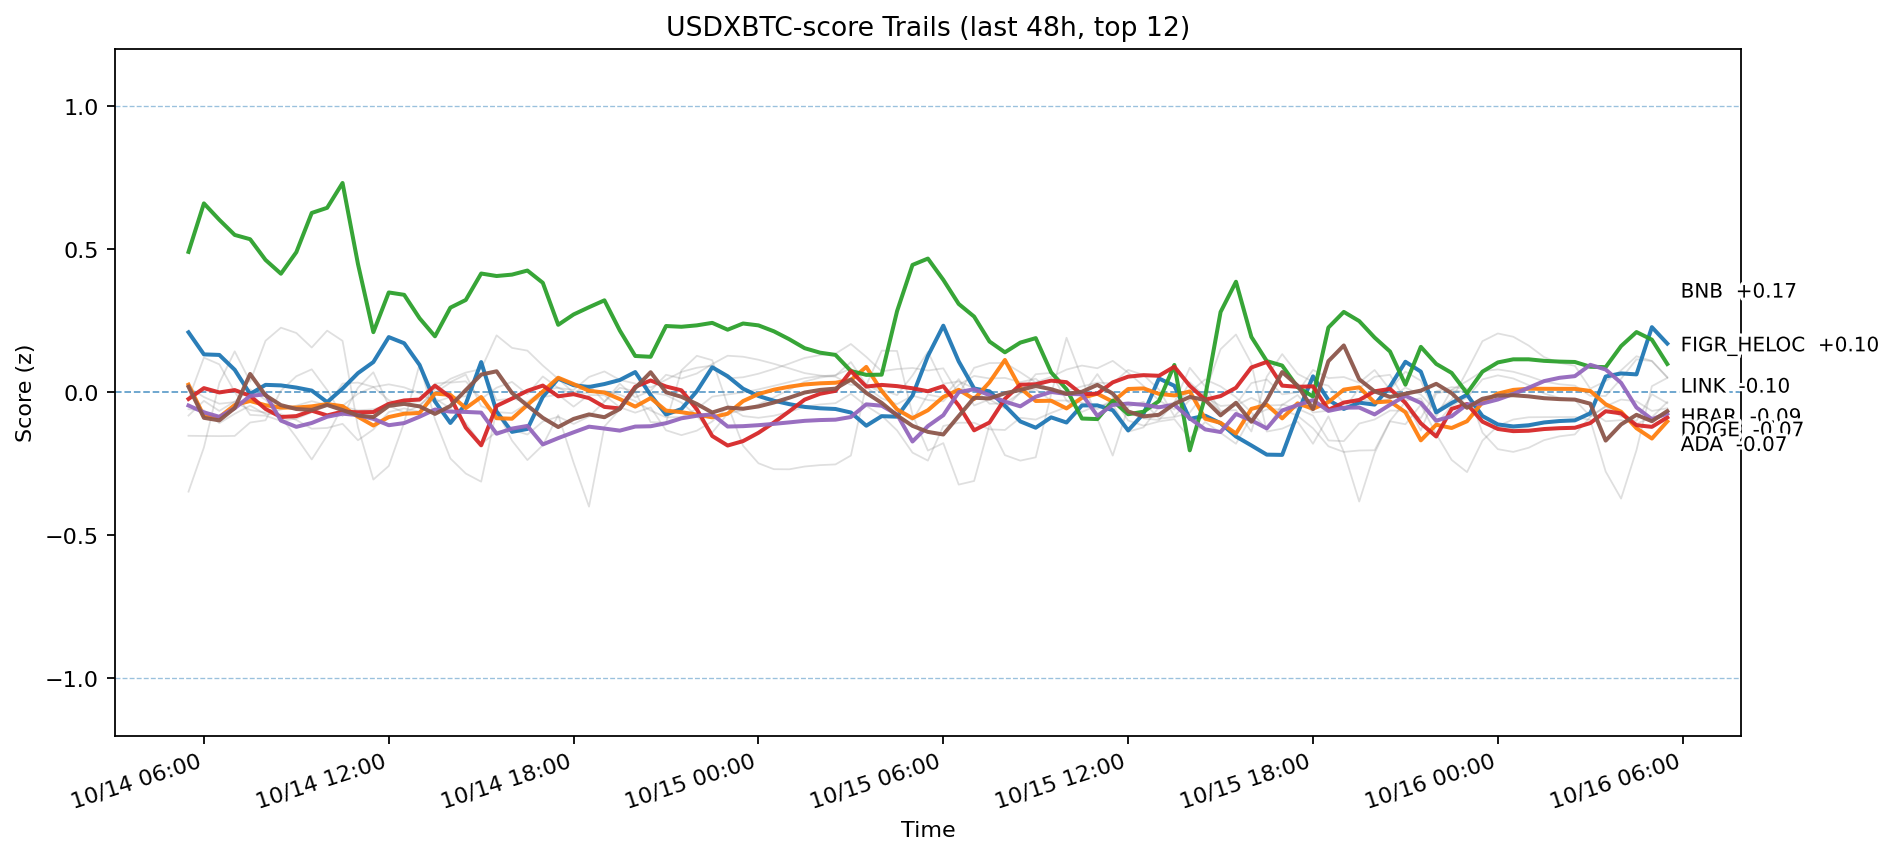 USDXBTC-score Trails (last 48h, top 12)
Score (z)
1.0
0.5
0.0
−0.5
−1.0
BNB +0.17
FIGR_HELOC +0.10
LINK -0.10
HBAR -0.09
DOGE -0.07
ADA -0.07
10/14 06:00
10/14 12:00
10/14 18:00
10/15 00:00
10/15 06:00
10/15 12:00
10/15 18:00
10/16 00:00
10/16 06:00
Time